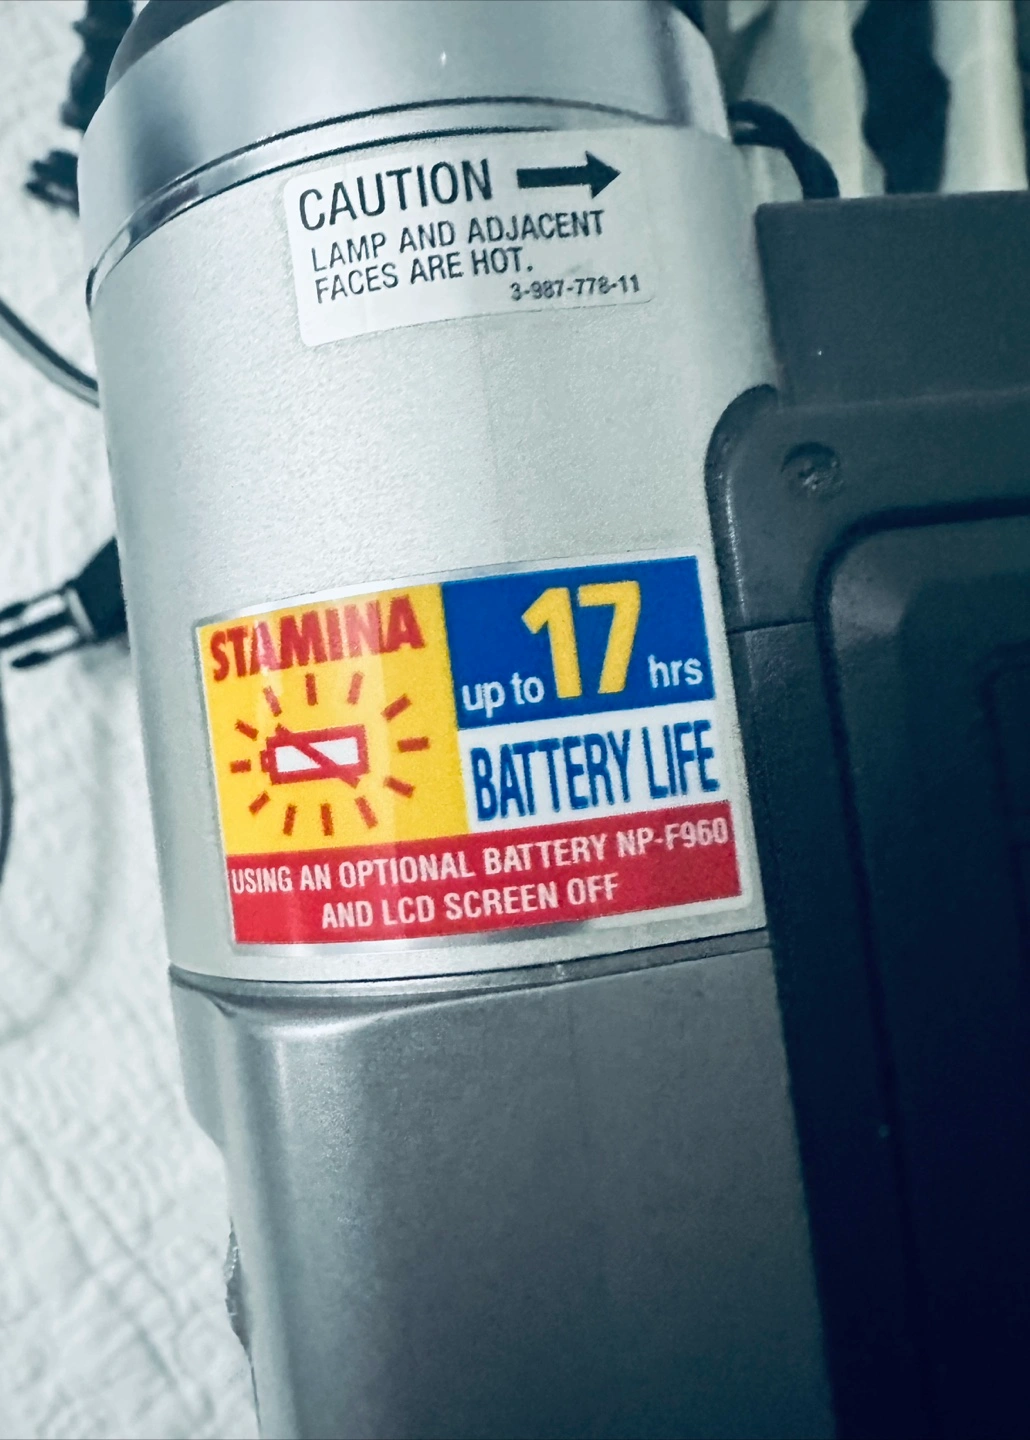 CAUTION
LAMP AND ADJACENT
FACES ARE HOT.
3-987-778-11
STAMINA
up to 17 hrs
BATTERY LIFE
USING AN OPTIONAL BATTERY NP-F960
AND LCD SCREEN OFF